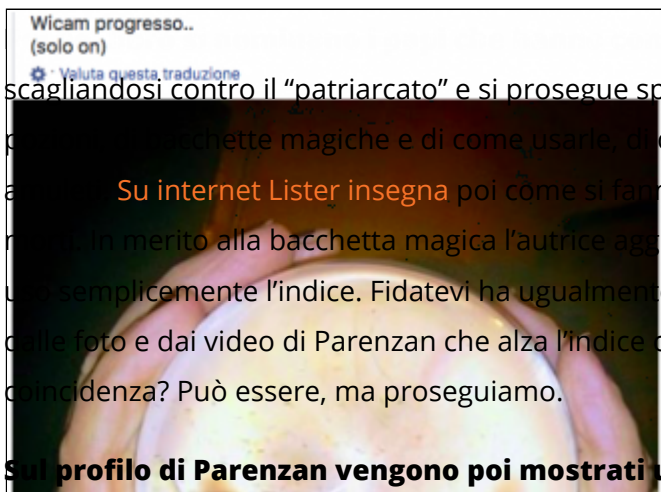 Wicam progresso..
(solo on)
· Valuta questa traduzione
scagliandosi contro il “patriarcato” e si prosegue
bacchette magiche e di come usarle, di
Su internet Lister insegna poi come si
In merito alla bacchetta magica l’autrice
semplicemente l’indice. Fidatevi ha
foto e dai video di Parenzan che alza l’indice
coincidenza? Può essere, ma proseguiamo.
Sul profilo di Parenzan vengono poi mostrati